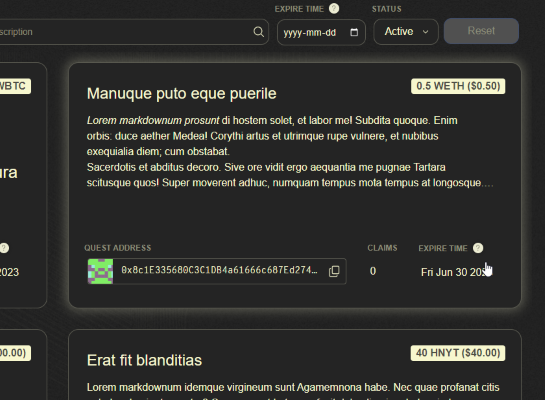 EXPIRE TIME ?
STATUS
scription
yyyy-mm-dd
Active
Reset
WBTC
Manuque puto eque puerile
0.5 WETH ($0.50)
Lorem markdownum prosunt di hostem solet, et labor me! Subdita quoque. Enim
orbis: duce aether Medea! Corythi artus et utrimque rupe vulnere, et nubibus
exequialia diem; cum obstabat.
Sacerdotis et abditus decoro. Sive ore vidit ergo aequantia me pugnae Tartara
scitusque quos! Super moverent adhuc, numquam tempus mota tempus at longosque....
ura
?
2023
QUEST ADDRESS
0x8c1E335680C3C1DB4a61666c687Ed274…
CLAIMS
0
EXPIRE TIME ?
Fri Jun 30
00.00)
Erat fit blanditias
40 HNYT ($40.00)
Lorem markdownum idemque virgineum sunt Agamemnona habe. Nec quae profanat citis